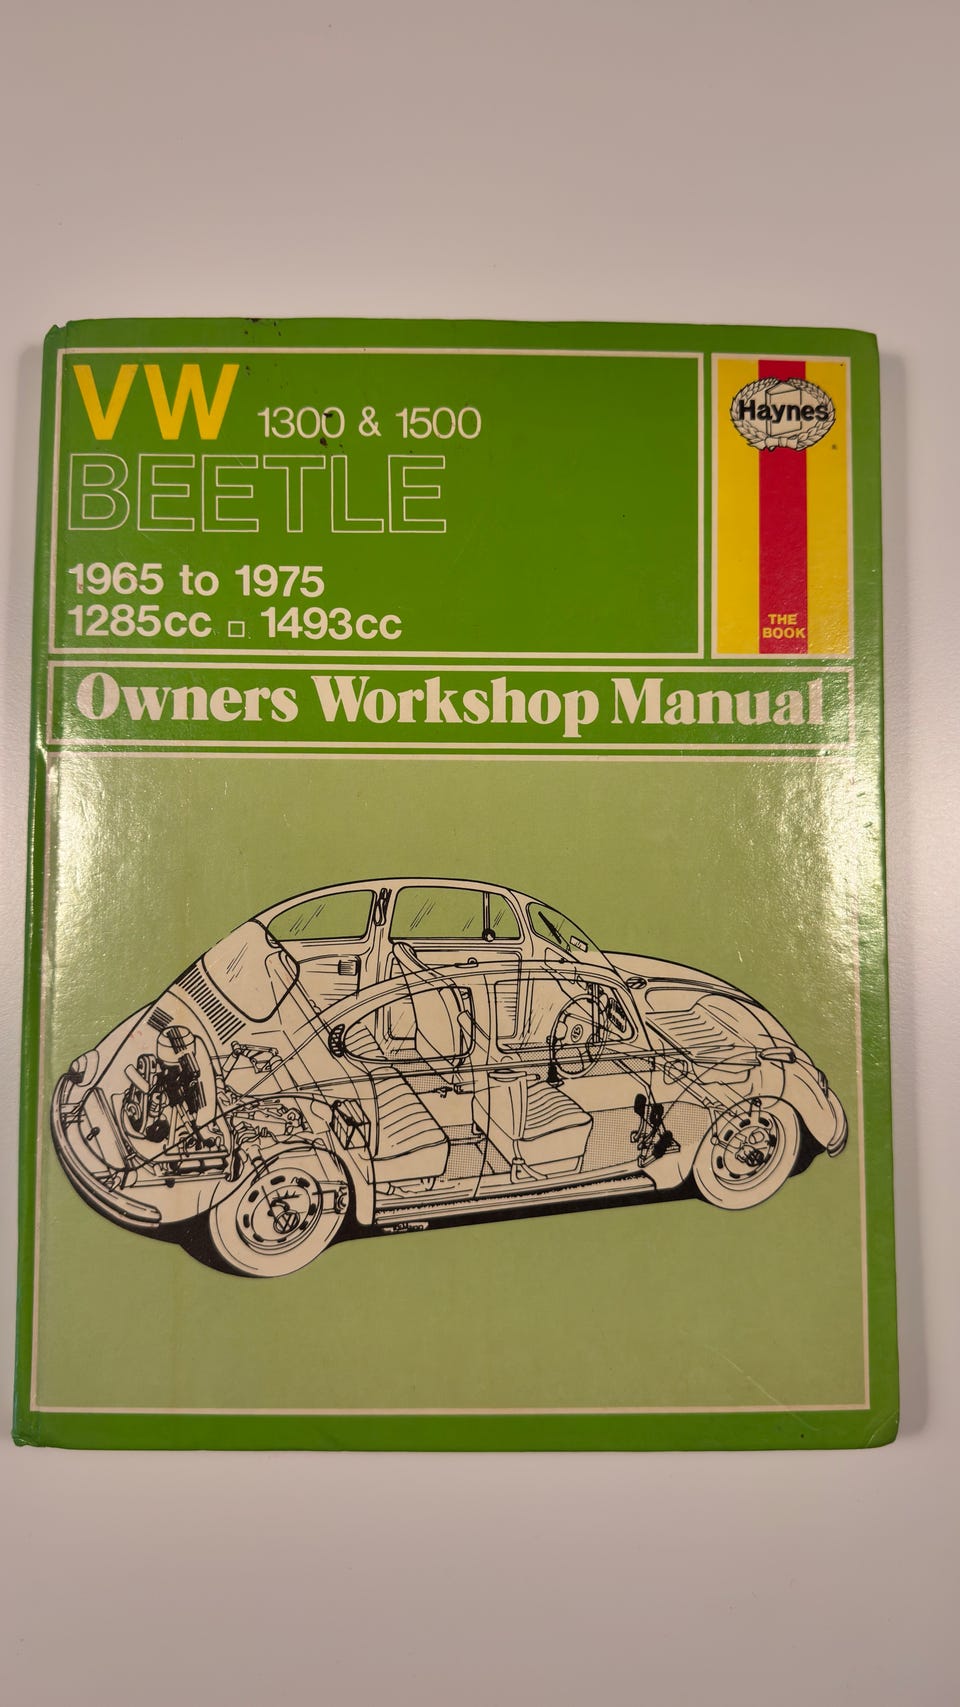 VW 1300 & 1500
BEETLE
1965 to 1975
1285cc □ 1493cc
Haynes
®
THE
BOOK
Owners Workshop Manual